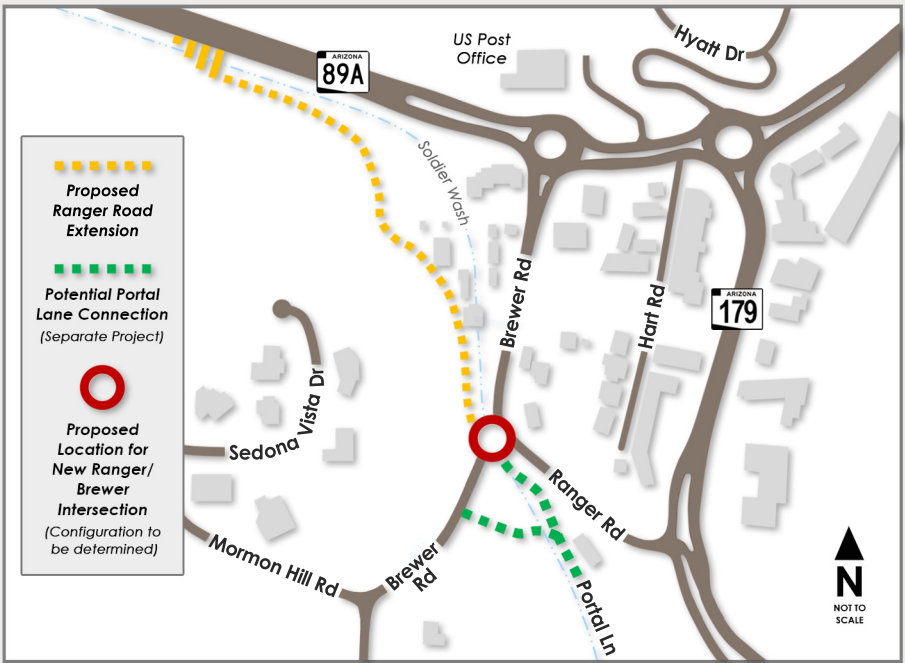 US Post
Office
ARIZONA
89A
Hyatt Dr
Soldier Wash
Proposed
Ranger Road
Extension
Potential Portal
Lane Connection
(Separate Project)
Proposed
Location for
New Ranger/
Brewer
Intersection
(Configuration to
be determined)
Brewer Rd
Hart Rd
ARIZONA
179
Sedona Vista Dr
Mormon Hill Rd
Brewer
Rd
Ranger Rd
Portal Ln
N
NOT TO
SCALE